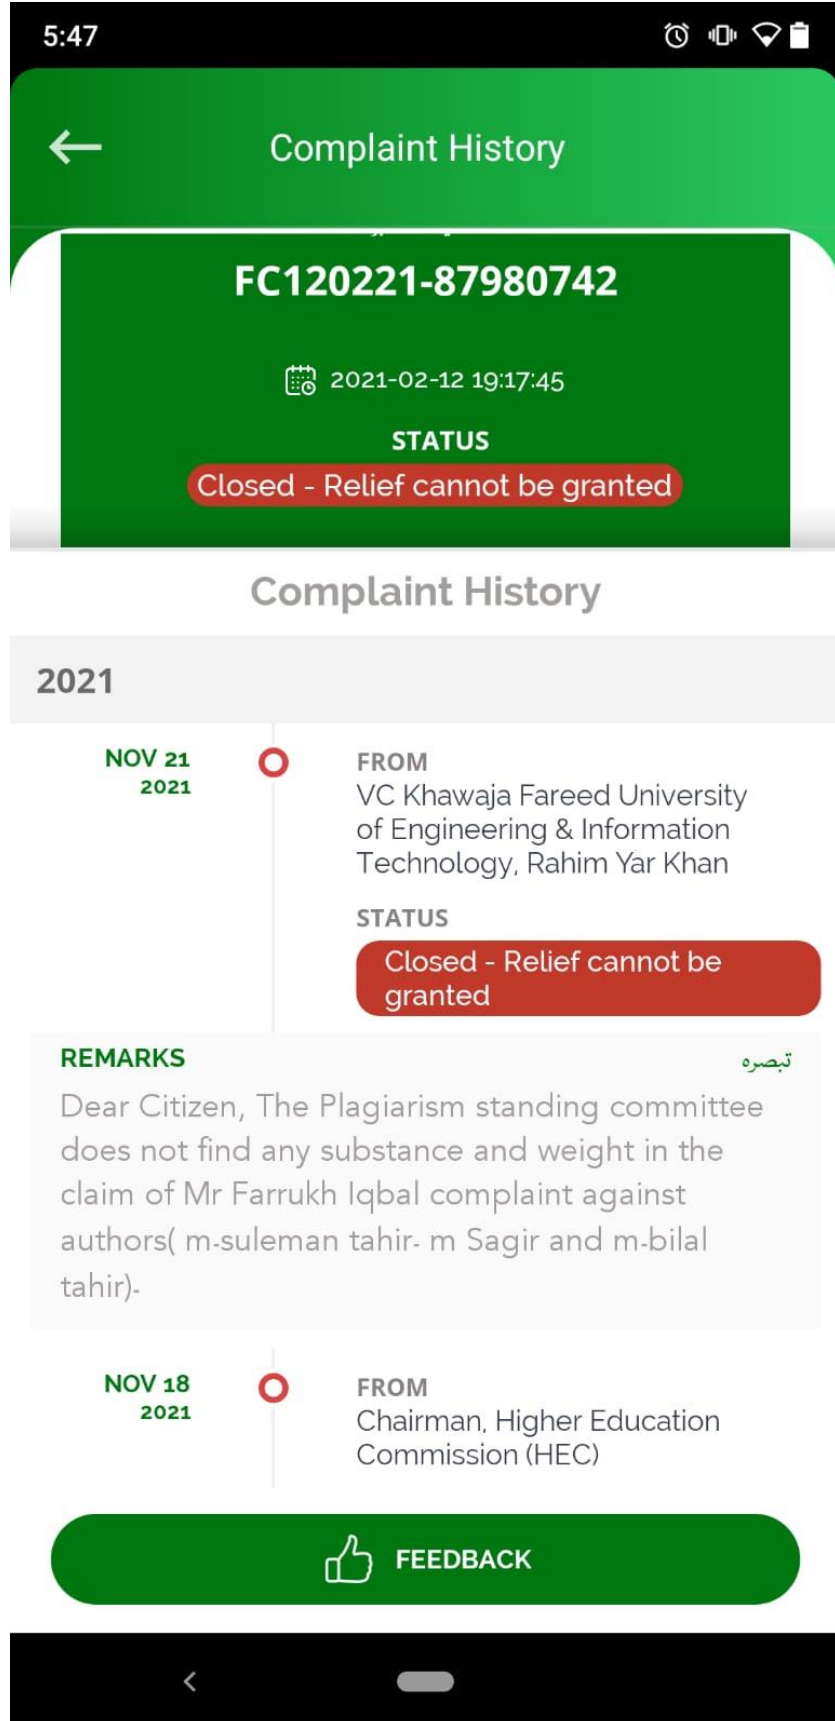 5:47
Complaint History
FC120221-87980742
2021-02-12 19:17:45
STATUS
Closed - Relief cannot be granted
Complaint History
2021
NOV 21
2021
FROM
VC Khawaja Fareed University
of Engineering & Information
Technology, Rahim Yar Khan
STATUS
Closed - Relief cannot be
granted
REMARKS
تبصرہ
Dear Citizen, The Plagiarism standing committee
does not find any substance and weight in the
claim of Mr Farrukh Iqbal complaint against
authors( m-suleman tahir- m Sagir and m-bilal
tahir)-
NOV 18
2021
FROM
Chairman, Higher Education
Commission (HEC)
FEEDBACK